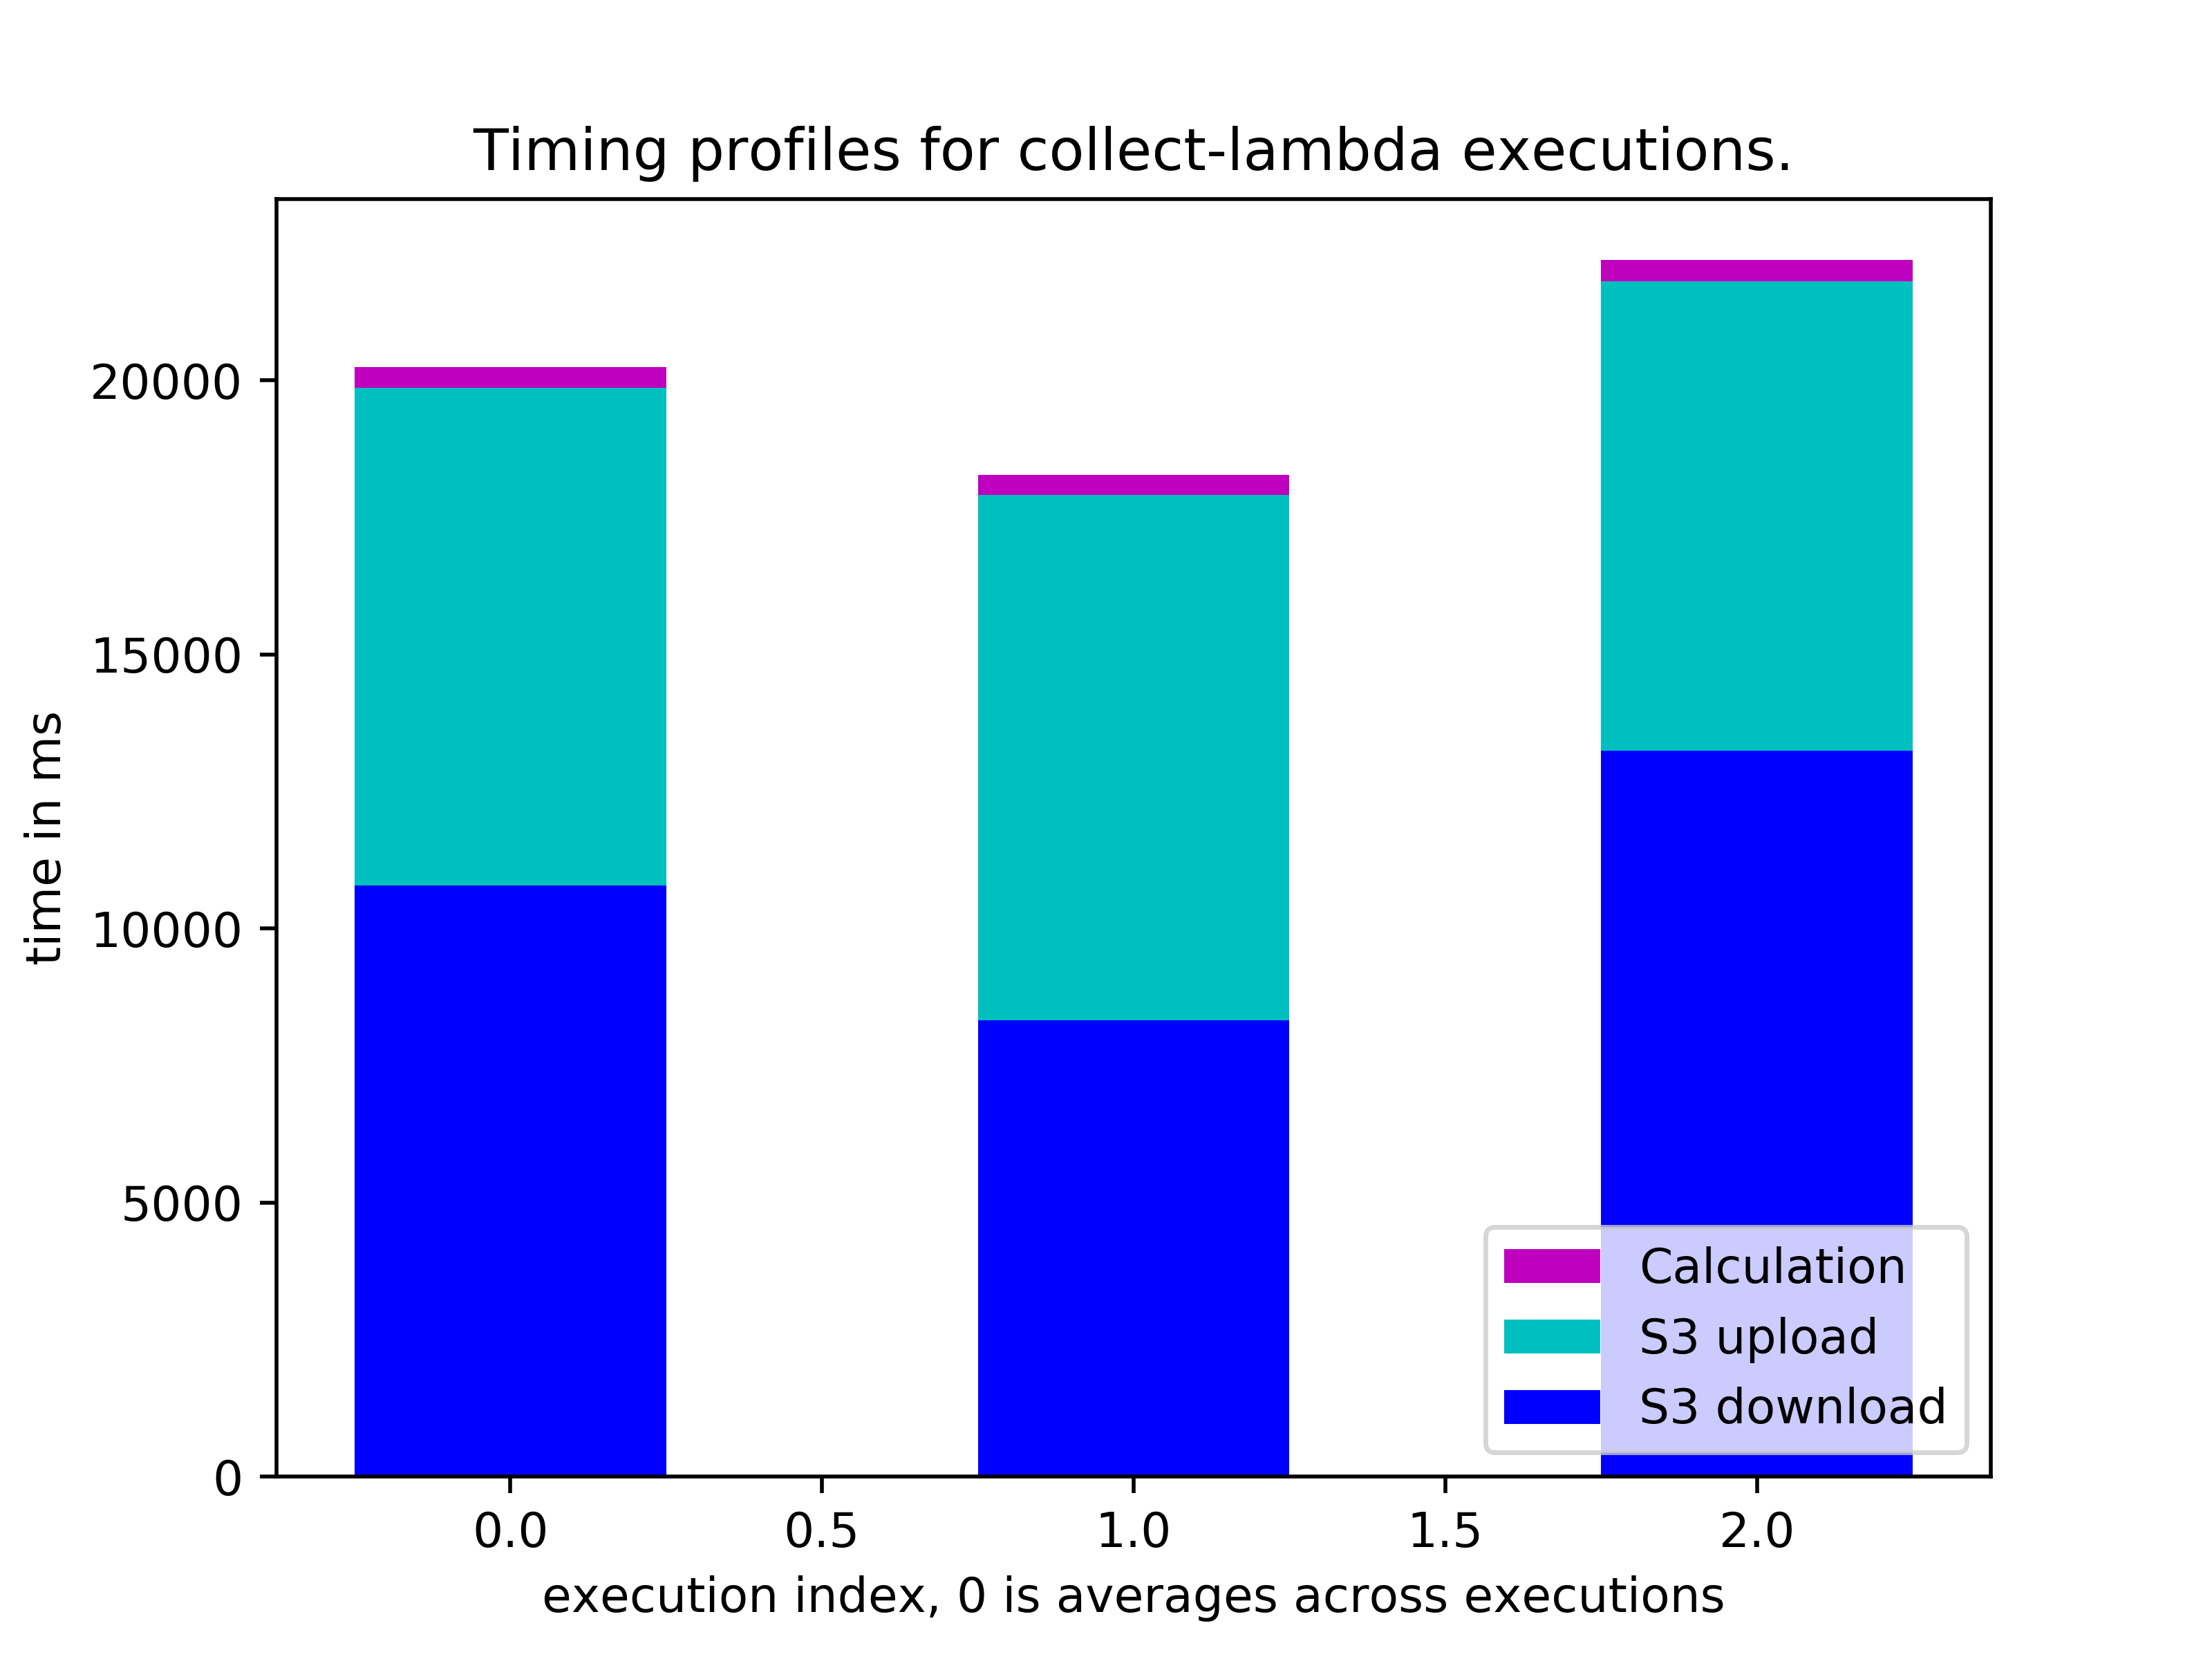 Timing profiles for collect-lambda executions.
20000
15000
10000
5000
0
time in ms
Calculation
S3 upload
S3 download
0.0 0.5 1.0 1.5 2.0
execution index, 0 is averages across executions